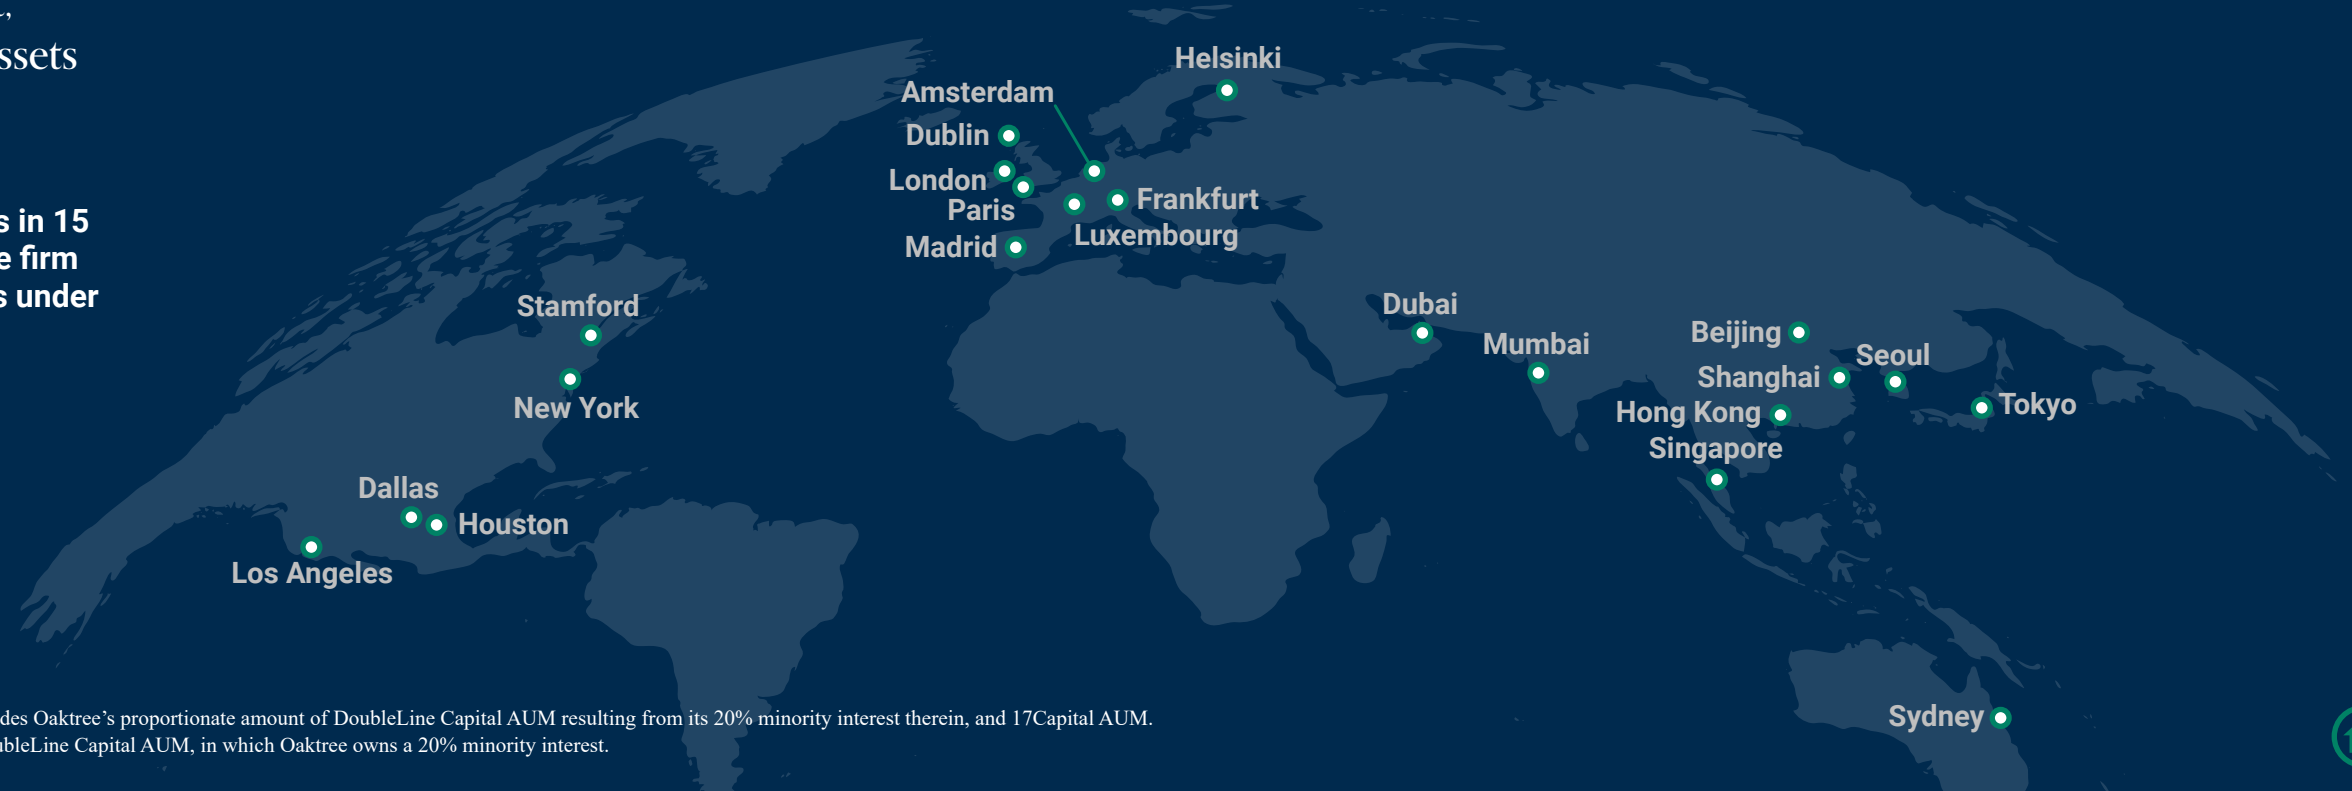 ssets
s in 15
e firm
s under
Helsinki
Amsterdam
Dublin
London
Paris
Madrid
Frankfurt
Luxembourg
Stamford
New York
Dallas
Houston
Los Angeles
Dubai
Mumbai
Beijing
Seoul
Shanghai
Tokyo
Hong Kong
Singapore
Sydney
des Oaktree’s proportionate amount of DoubleLine Capital AUM resulting from its 20% minority interest therein, and 17Capital AUM.
ubleLine Capital AUM, in which Oaktree owns a 20% minority interest.